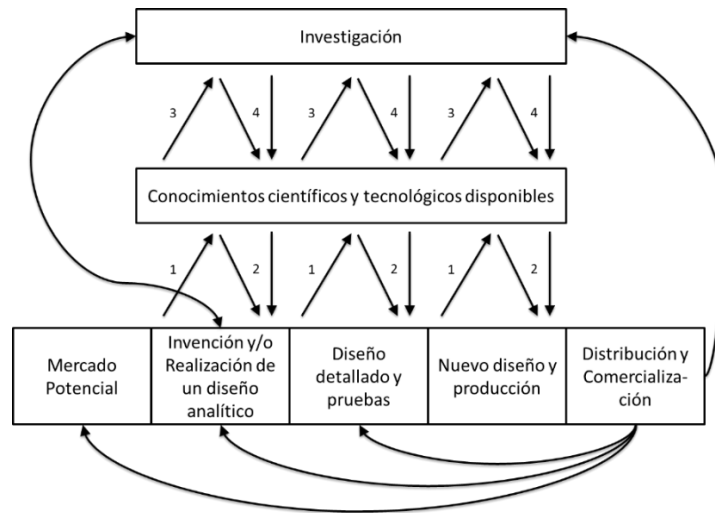 Investigación
3 4 3 4 3 4
Conocimientos científicos y tecnológicos disponibles
1 2 1 2 1 2
Mercado
Potencial
Invención y/o
Realización de
un diseño
analítico
Diseño
detallado y
pruebas
Nuevo diseño y
producción
Distribución y
Comercializa-
ción